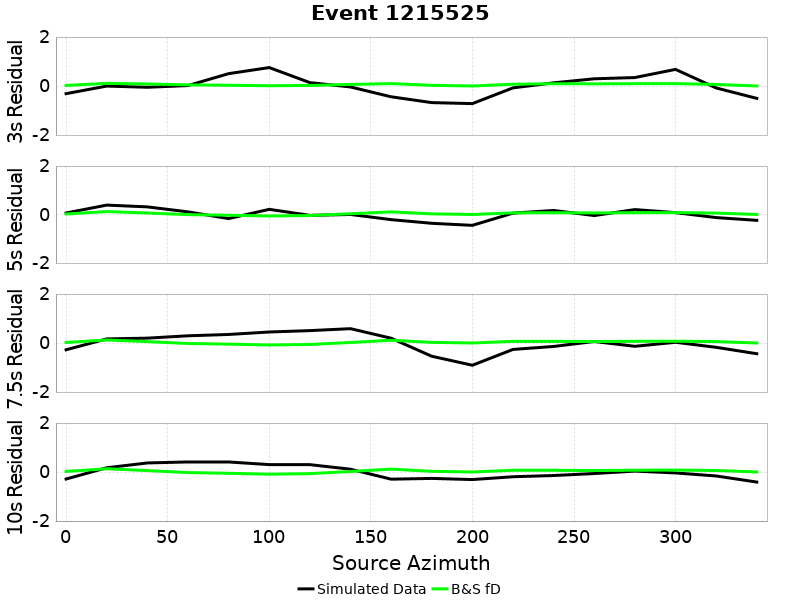 Event 1215525
3s Residual
2
0
-2
5s Residual
2
0
-2
7.5s Residual
2
0
-2
10s Residual
2
0
-2
0 50 100 150 200 250 300
Source Azimuth
Simulated Data B&S fD